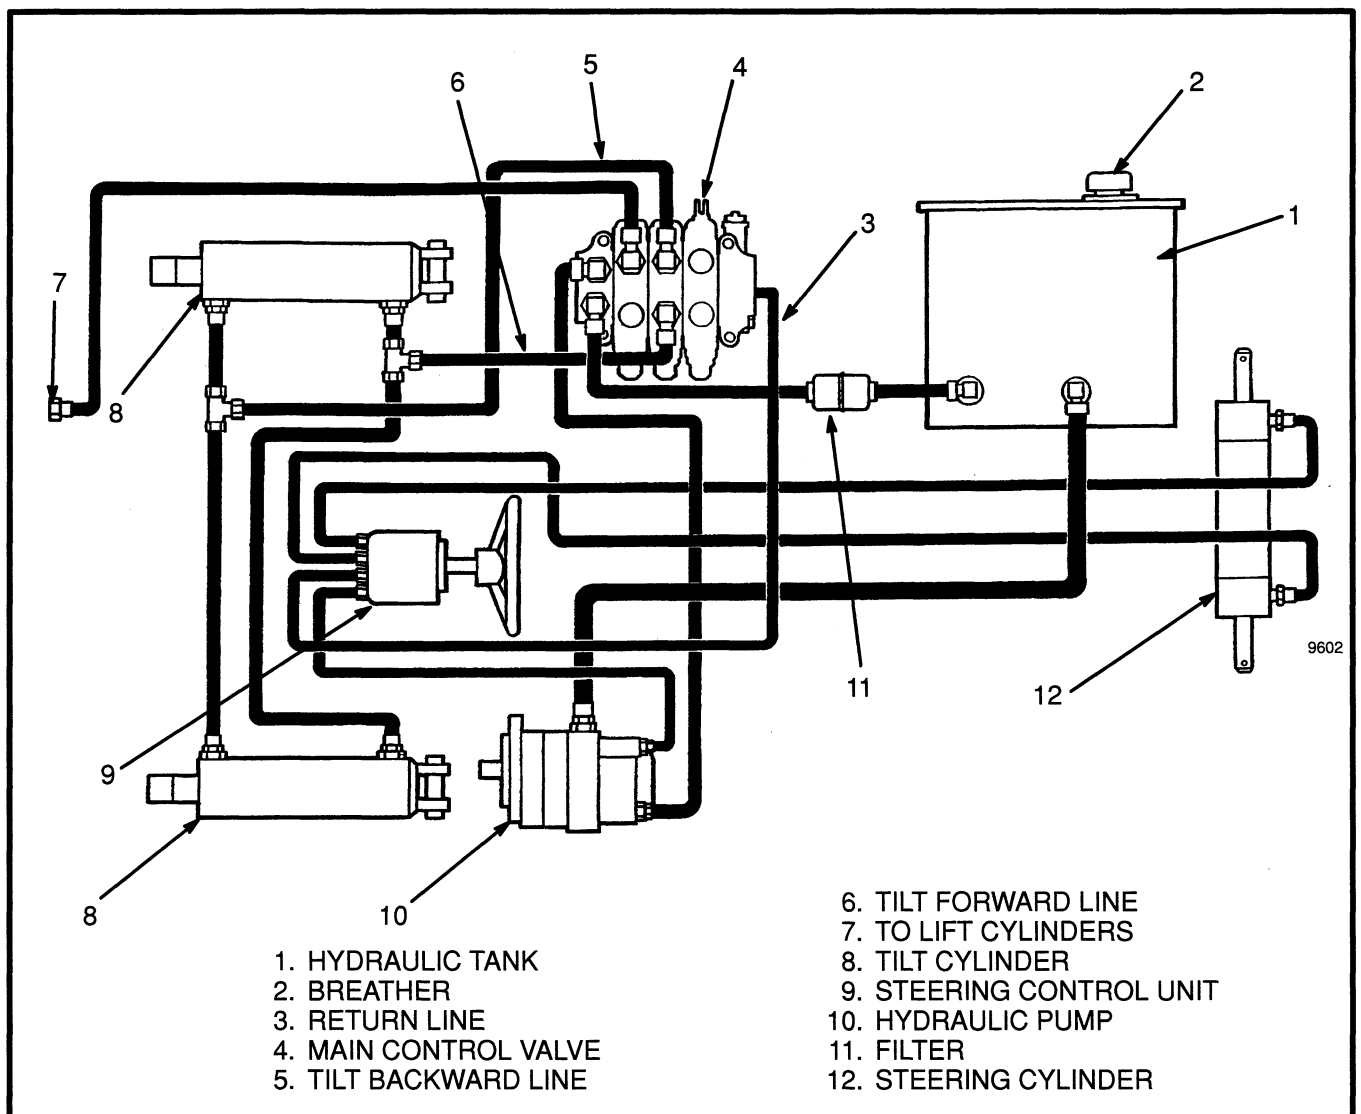 6
5
4
2
1
3
7
8
9602
11
12
9
8
10
1. HYDRAULIC TANK
2. BREATHER
3. RETURN LINE
4. MAIN CONTROL VALVE
5. TILT BACKWARD LINE
6. TILT FORWARD LINE
7. TO LIFT CYLINDERS
8. TILT CYLINDER
9. STEERING CONTROL UNIT
10. HYDRAULIC PUMP
11. FILTER
12. STEERING CYLINDER